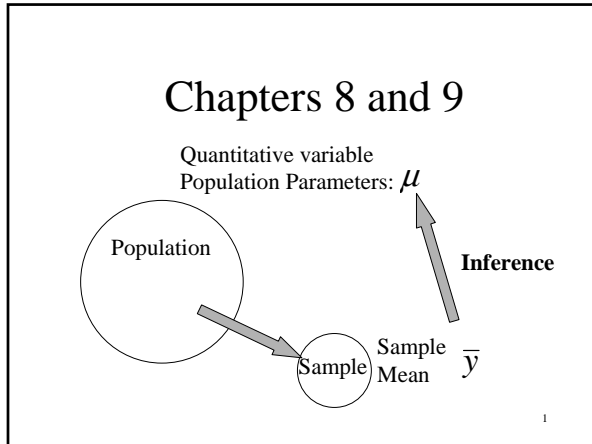 Chapters 8 and 9
Quantitative variable
Population Parameters: μ
Population
Inference
Sample
Sample
Mean
y̅
1